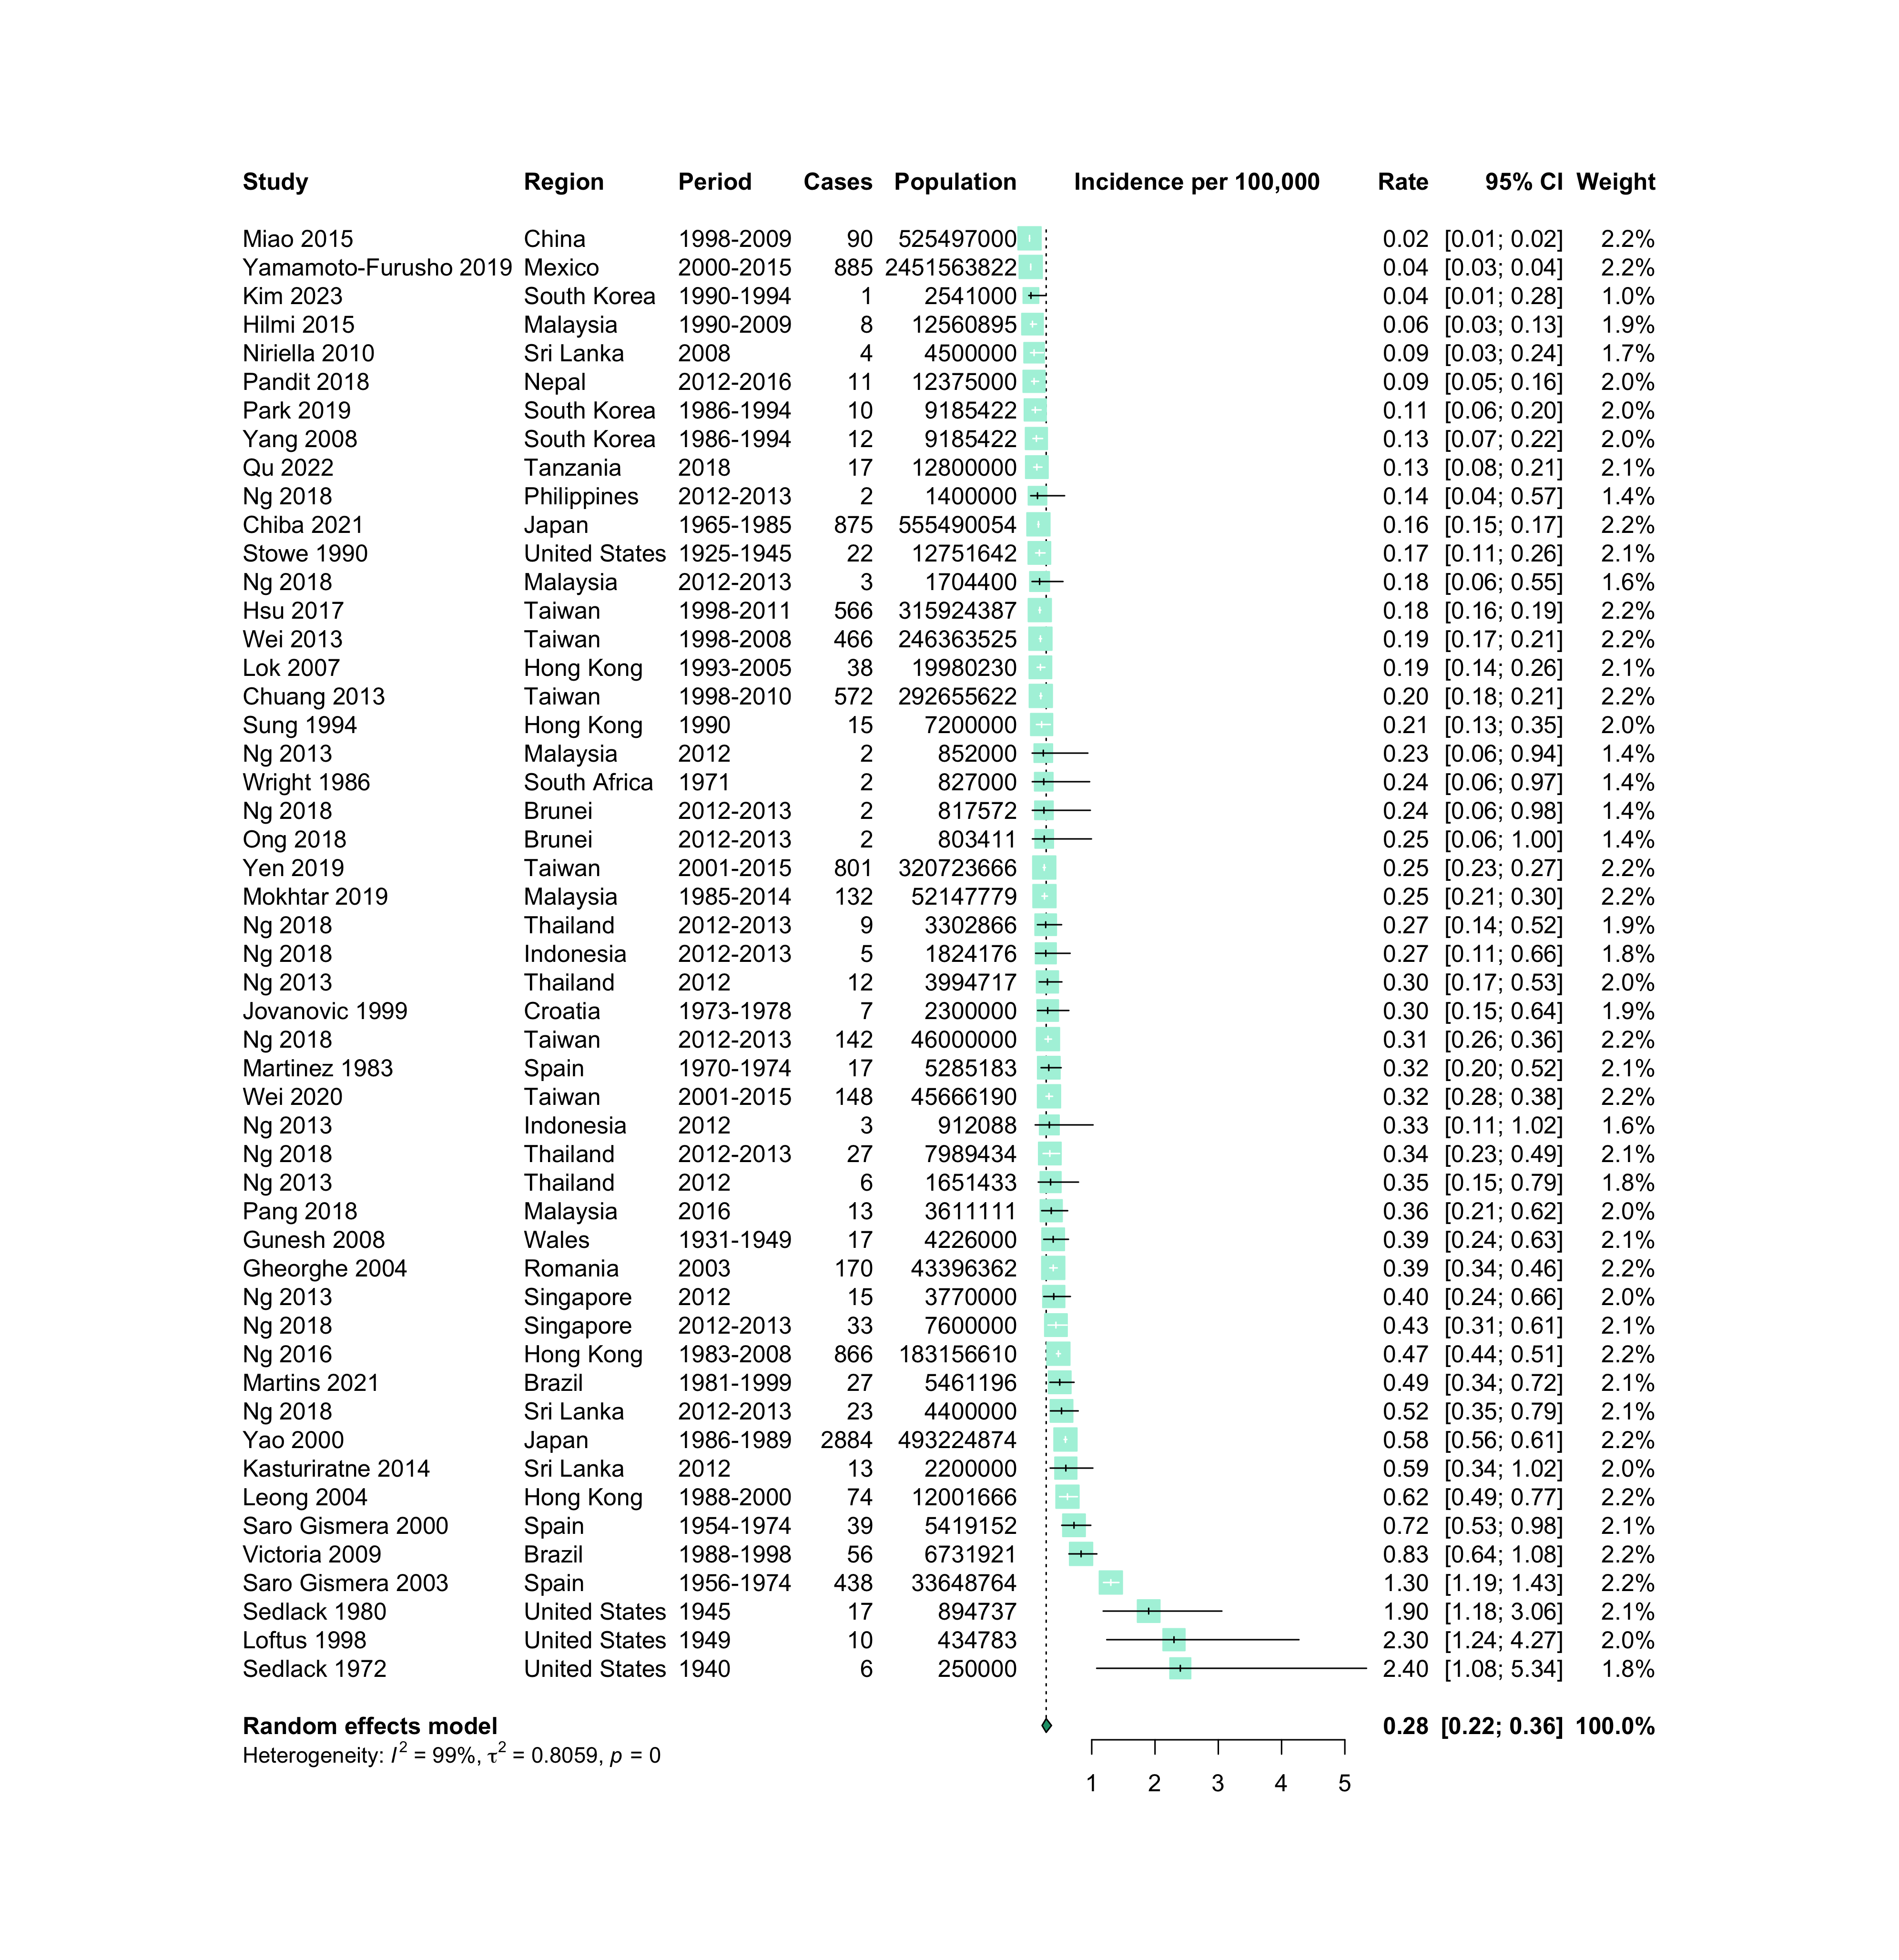 Study Region Period Cases Population Incidence per 100,000 Rate 95% CI Weight
Miao 2015 China 1998-2009 90 525497000 0.02 [0.01; 0.02] 2.2%
Yamamoto-Furusho 2019 Mexico 2000-2015 885 2451563822 0.04 [0.03; 0.04] 2.2%
Kim 2023 South Korea 1990-1994 1 2541000 0.04 [0.01; 0.28] 1.0%
Hilmi 2015 Malaysia 1990-2009 8 12560895 0.06 [0.03; 0.13] 1.9%
Niriella 2010 Sri Lanka 2008 4 4500000 0.09 [0.03; 0.24] 1.7%
Pandit 2018 Nepal 2012-2016 11 12375000 0.09 [0.05; 0.16] 2.0%
Park 2019 South Korea 1986-1994 10 9185422 0.11 [0.06; 0.20] 2.0%
Yang 2008 South Korea 1986-1994 12 9185422 0.13 [0.07; 0.22] 2.0%
Qu 2022 Tanzania 2018 17 12800000 0.13 [0.08; 0.21] 2.1%
Ng 2018 Philippines 2012-2013 2 1400000 0.14 [0.04; 0.57] 1.4%
Chiba 2021 Japan 1965-1985 875 555490054 0.16 [0.15; 0.17] 2.2%
Stowe 1990 United States 1925-1945 22 12751642 0.17 [0.11; 0.26] 2.1%
Ng 2018 Malaysia 2012-2013 3 1704400 0.18 [0.06; 0.55] 1.6%
Hsu 2017 Taiwan 1998-2011 566 315924387 0.18 [0.16; 0.19] 2.2%
Wei 2013 Taiwan 1998-2008 466 246363525 0.19 [0.17; 0.21] 2.2%
Lok 2007 Hong Kong 1993-2005 38 19980230 0.19 [0.14; 0.26] 2.1%
Chuang 2013 Taiwan 1998-2010 572 292655622 0.20 [0.18; 0.21] 2.2%
Sung 1994 Hong Kong 1990 15 7200000 0.21 [0.13; 0.35] 2.0%
Ng 2013 Malaysia 2012 2 852000 0.23 [0.06; 0.94] 1.4%
Wright 1986 South Africa 1971 2 827000 0.24 [0.06; 0.97] 1.4%
Ng 2018 Brunei 2012-2013 2 817572 0.24 [0.06; 0.98] 1.4%
Ong 2018 Brunei 2012-2013 2 803411 0.25 [0.06; 1.00] 1.4%
Yen 2019 Taiwan 2001-2015 801 320723666 0.25 [0.23; 0.27] 2.2%
Mokhtar 2019 Malaysia 1985-2014 132 52147779 0.25 [0.21; 0.30] 2.2%
Ng 2018 Thailand 2012-2013 9 3302866 0.27 [0.14; 0.52] 1.9%
Ng 2018 Indonesia 2012-2013 5 1824176 0.27 [0.11; 0.66] 1.8%
Ng 2013 Thailand 2012 12 3994717 0.30 [0.17; 0.53] 2.0%
Jovanovic 1999 Croatia 1973-1978 7 2300000 0.30 [0.15; 0.64] 1.9%
Ng 2018 Taiwan 2012-2013 142 46000000 0.31 [0.26; 0.36] 2.2%
Martinez 1983 Spain 1970-1974 17 5285183 0.32 [0.20; 0.52] 2.1%
Wei 2020 Taiwan 2001-2015 148 45666190 0.32 [0.28; 0.38] 2.2%
Ng 2013 Indonesia 2012 3 912088 0.33 [0.11; 1.02] 1.6%
Ng 2018 Thailand 2012-2013 27 7989434 0.34 [0.23; 0.49] 2.1%
Ng 2013 Thailand 2012 6 1651433 0.35 [0.15; 0.79] 1.8%
Pang 2018 Malaysia 2016 13 3611111 0.36 [0.21; 0.62] 2.0%
Gunesh 2008 Wales 1931-1949 17 4226000 0.39 [0.24; 0.63] 2.1%
Gheorghe 2004 Romania 2003 170 43396362 0.39 [0.34; 0.46] 2.2%
Ng 2013 Singapore 2012 15 3770000 0.40 [0.24; 0.66] 2.0%
Ng 2018 Singapore 2012-2013 33 7600000 0.43 [0.31; 0.61] 2.1%
Ng 2016 Hong Kong 1983-2008 866 183156610 0.47 [0.44; 0.51] 2.2%
Martins 2021 Brazil 1981-1999 27 5461196 0.49 [0.34; 0.72] 2.1%
Ng 2018 Sri Lanka 2012-2013 23 4400000 0.52 [0.35; 0.79] 2.1%
Yao 2000 Japan 1986-1989 2884 493224874 0.58 [0.56; 0.61] 2.2%
Kasturiratne 2014 Sri Lanka 2012 13 2200000 0.59 [0.34; 1.02] 2.0%
Leong 2004 Hong Kong 1988-2000 74 12001666 0.62 [0.49; 0.77] 2.2%
Saro Gismera 2000 Spain 1954-1974 39 5419152 0.72 [0.53; 0.98] 2.1%
Victoria 2009 Brazil 1988-1998 56 6731921 0.83 [0.64; 1.08] 2.2%
Saro Gismera 2003 Spain 1956-1974 438 33648764 1.30 [1.19; 1.43] 2.2%
Sedlack 1980 United States 1945 17 894737 1.90 [1.18; 3.06] 2.1%
Loftus 1998 United States 1949 10 434783 2.30 [1.24; 4.27] 2.0%
Sedlack 1972 United States 1940 6 250000 2.40 [1.08; 5.34] 1.8%
Random effects model 0.28 [0.22; 0.36] 100.0%
Heterogeneity: I² = 99%, τ² = 0.8059, p = 0
1 2 3 4 5